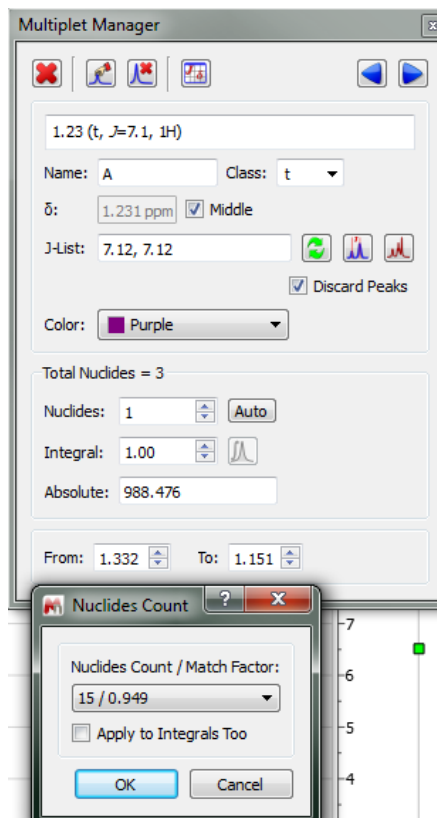 Multiplet Manager
1.23 (t, J=7.1, 1H)
Name: A Class: t
δ: 1.231 ppm Middle
J-List: 7.12, 7.12
Discard Peaks
Color: Purple
Total Nuclides = 3
Nuclides: 1 Auto
Integral: 1.00
Absolute: 988.476
From: 1.332 To: 1.151
Nuclides Count ? X
Nuclides Count / Match Factor:
15 / 0.949
Apply to Integrals Too
OK Cancel
7
6
5
4